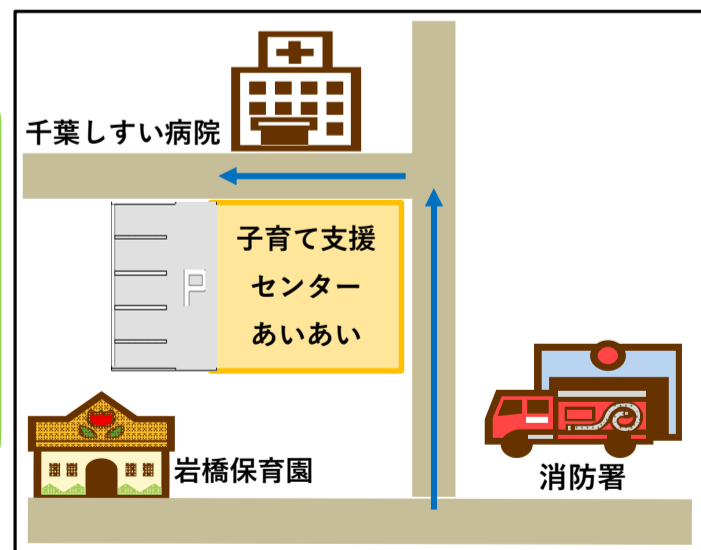 千葉しすい病院
子育て支援
センター
あいあい
P
岩橋保育園
消防署